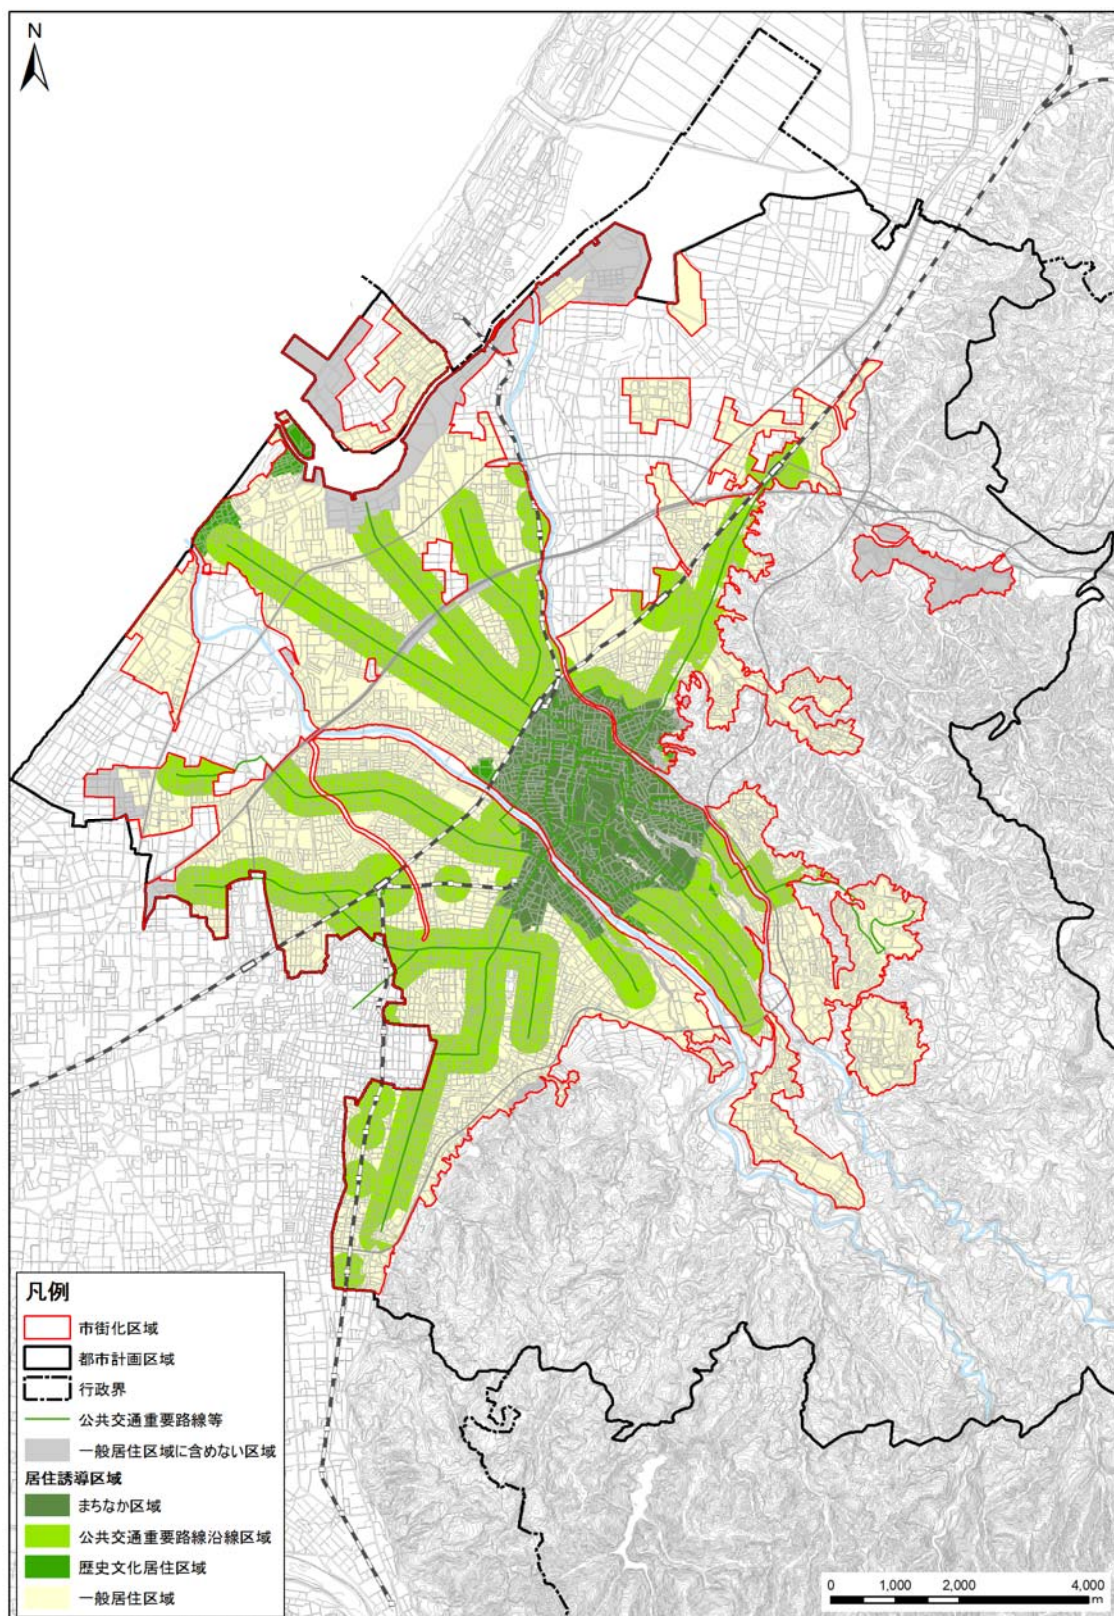 N
凡例
市街化区域
都市計画区域
行政界
公共交通重要路線等
一般居住区域に含めない区域
居住誘導区域
まちなか区域
公共交通重要路線沿線区域
歴史文化居住区域
一般居住区域
0 1,000 2,000 4,000
m